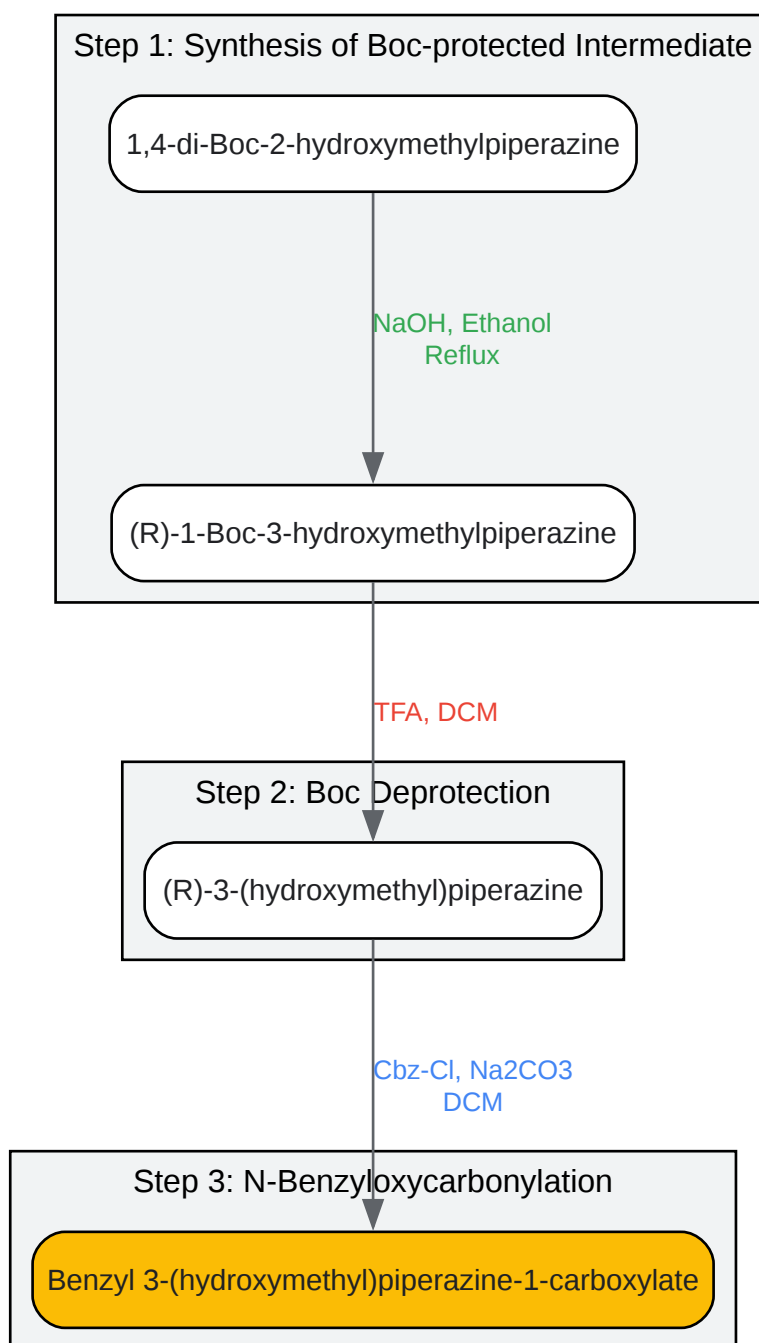 Step 1: Synthesis of Boc-protected Intermediate
1,4-di-Boc-2-hydroxymethylpiperazine
NaOH, Ethanol
Reflux
(R)-1-Boc-3-hydroxymethylpiperazine
TFA, DCM
Step 2: Boc Deprotection
(R)-3-(hydroxymethyl)piperazine
Cbz-Cl, Na2CO3
DCM
Step 3: N-Benzyloxycarbonylation
Benzyl 3-(hydroxymethyl)piperazine-1-carboxylate